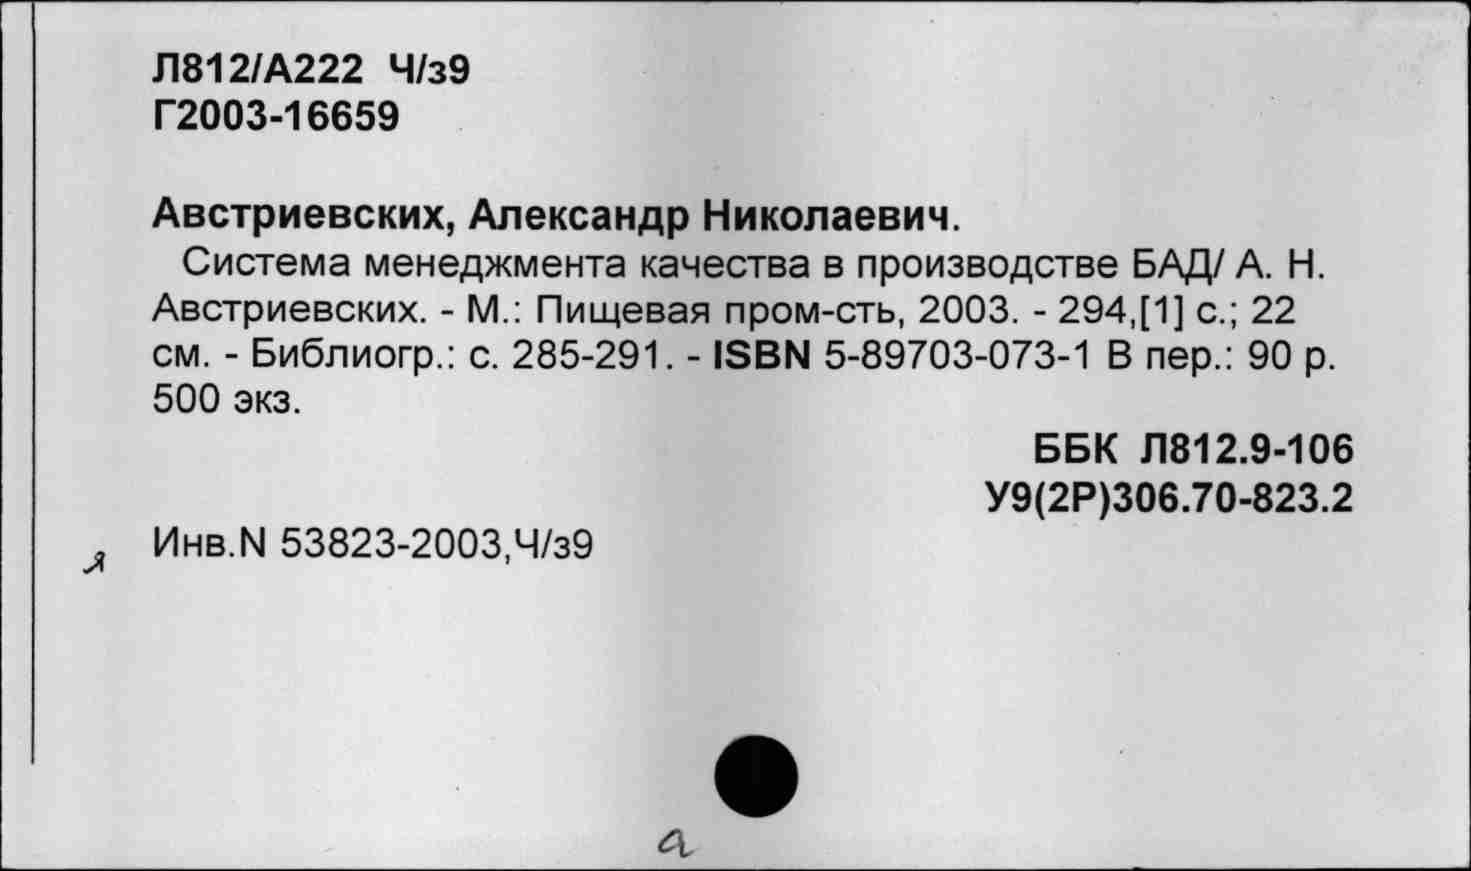 Л812/А222 Ч/з9
Г2003-16659
Австриевских, Александр Николаевич.
Система менеджмента качества в производстве БАД/ А. Н.
Австриевских. - М.: Пищевая пром-сть, 2003. - 294,[1] с.; 22
см. - Библиогр.: с. 285-291. - ISBN 5-89703-073-1 В пер.: 90 р.
500 экз.
ББК Л812.9-106
У9(2Р)306.70-823.2
Инв.N 53823-2003,Ч/з9
а